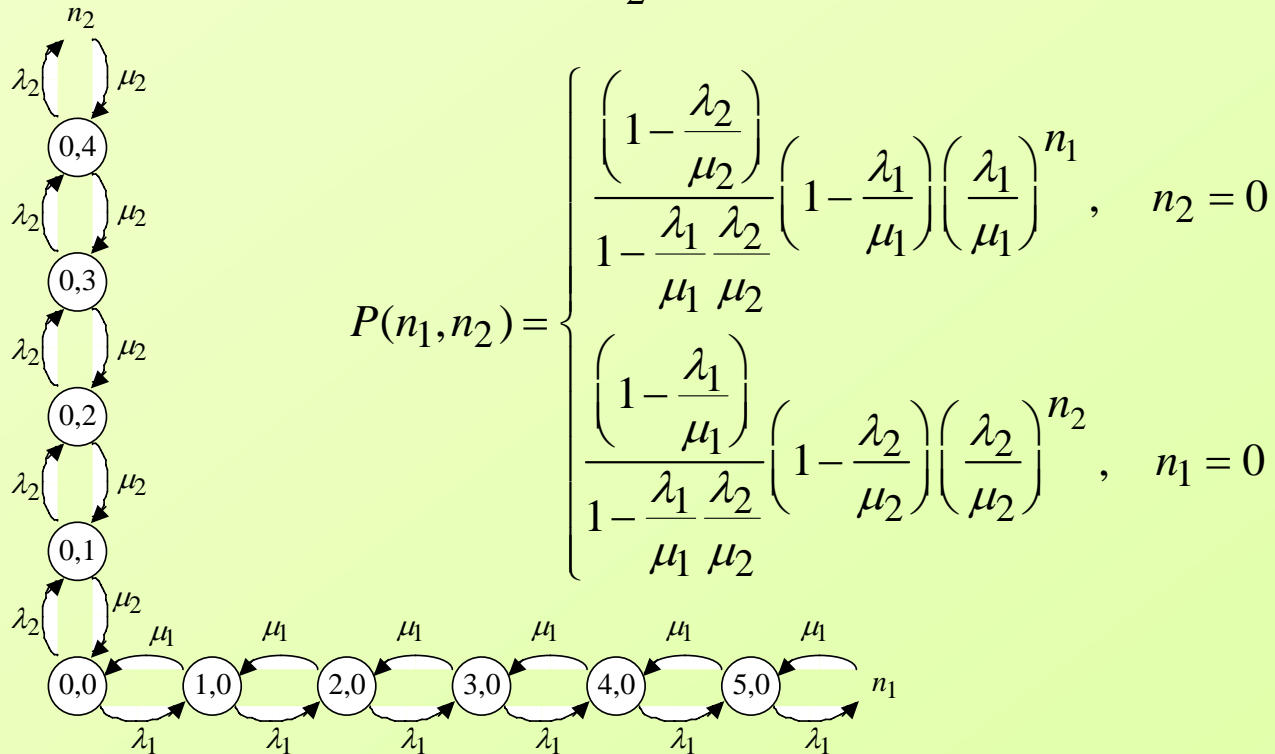 2
n₂
λ₂ μ₂
0,4
λ₂ μ₂
0,3
λ₂ μ₂
0,2
λ₂ μ₂
0,1
λ₂ μ₂
P(n₁,n₂) = { ((1 − λ₂/μ₂) / (1 − (λ₁/μ₁)(λ₂/μ₂))) (1 − λ₁/μ₁) (λ₁/μ₁)^n₁ , n₂ = 0
((1 − λ₁/μ₁) / (1 − (λ₁/μ₁)(λ₂/μ₂))) (1 − λ₂/μ₂) (λ₂/μ₂)^n₂ , n₁ = 0
μ₁ μ₁ μ₁ μ₁ μ₁ μ₁
0,0 1,0 2,0 3,0 4,0 5,0 n₁
λ₁ λ₁ λ₁ λ₁ λ₁ λ₁